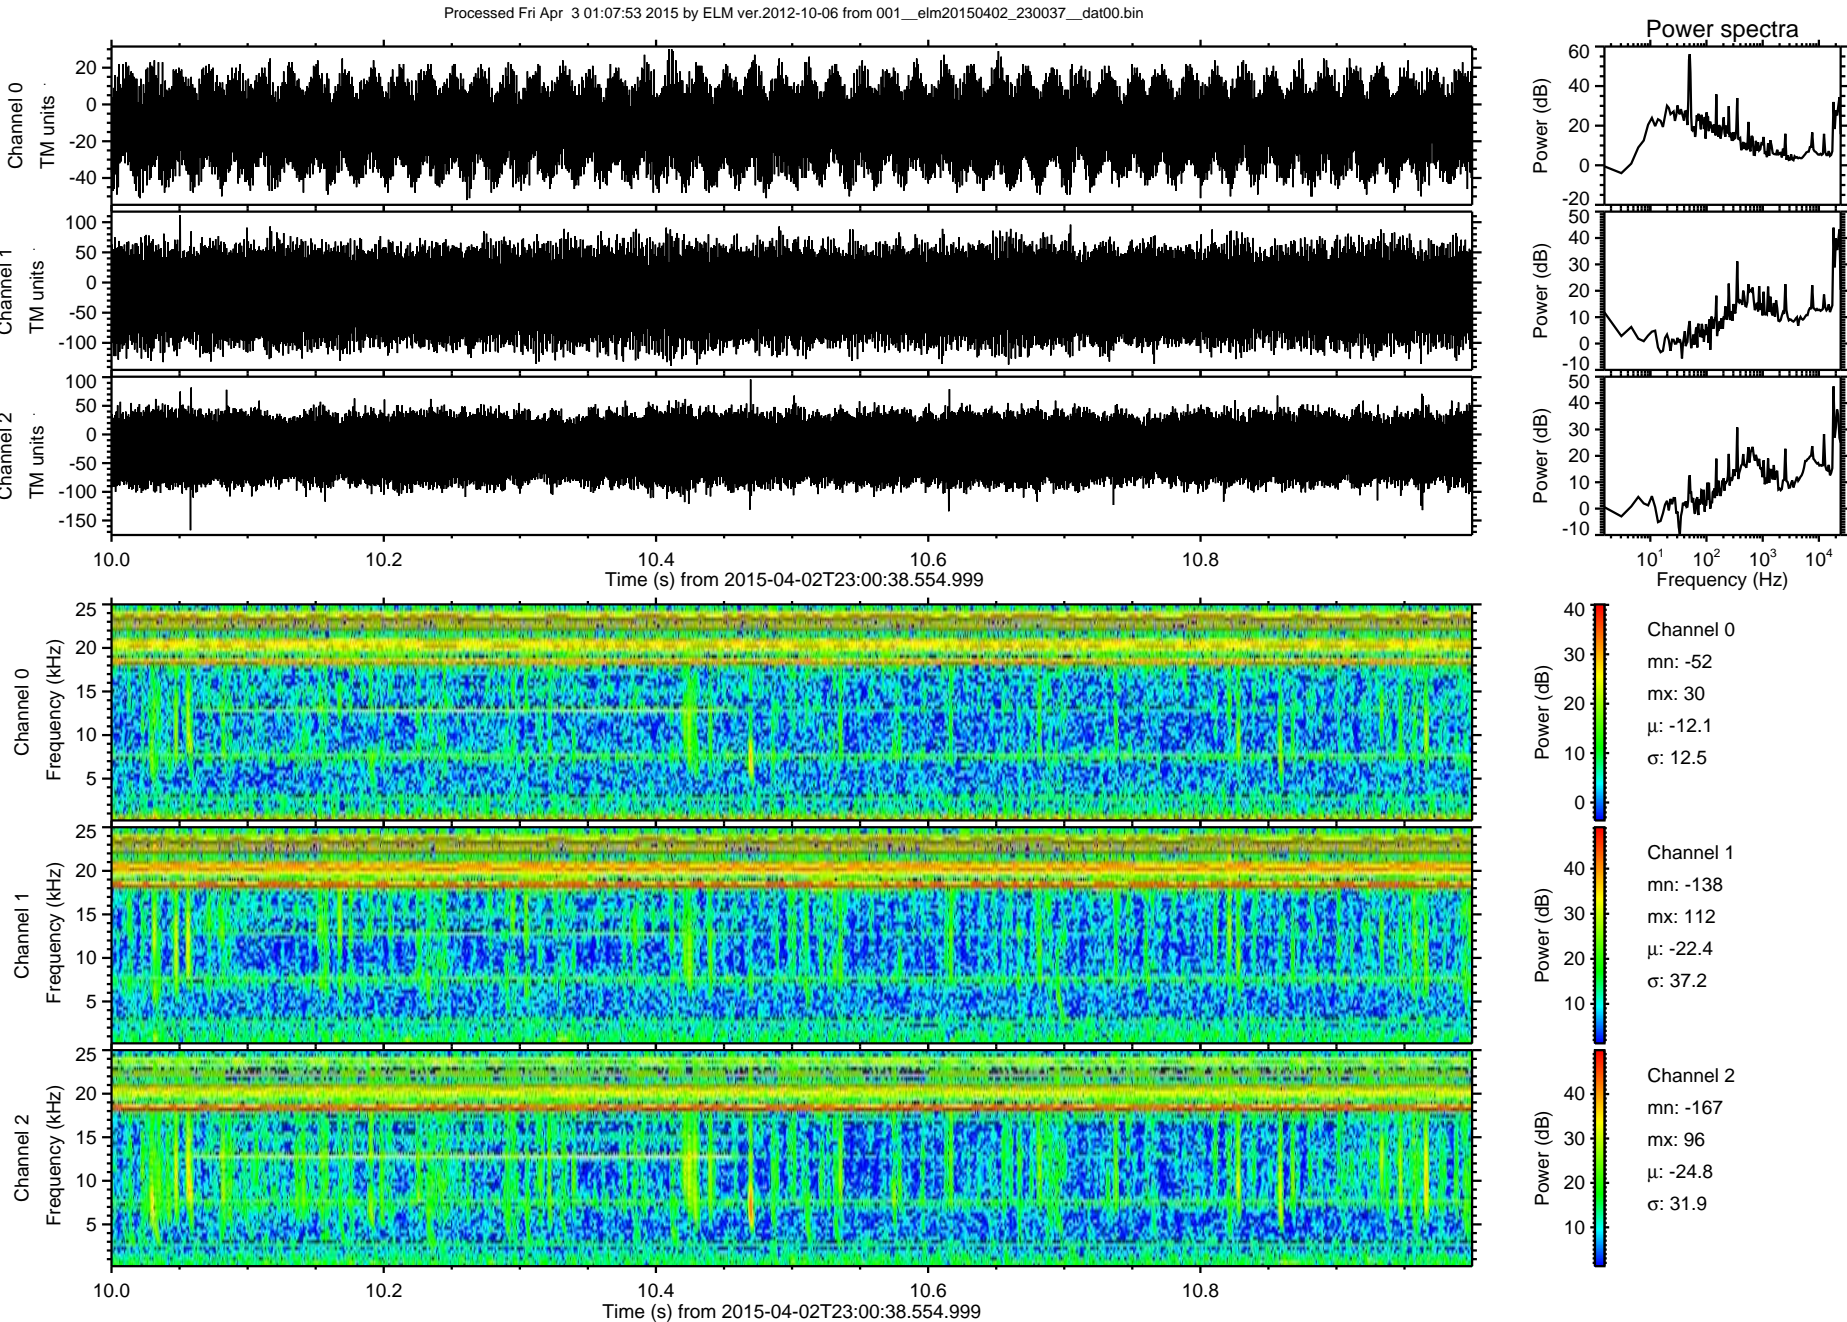 Processed Fri Apr  3 01:07:53 2015 by ELM ver.2012-10-06 from 001__elm20150402_230037__dat00.bin
Power spectra
Channel 0
TM units
20
0
-20
-40
Power (dB)
60
40
20
0
-20
Channel 1
TM units
100
50
0
-50
-100
Power (dB)
50
40
30
20
10
0
-10
Channel 2
TM units
100
50
0
-50
-100
-150
Power (dB)
50
40
30
20
10
0
-10
10.0 10.2 10.4 10.6 10.8
Time (s) from 2015-04-02T23:00:38.554.999
10^1 10^2 10^3 10^4
Frequency (Hz)
Channel 0
Frequency (kHz)
25
20
15
10
5
Power (dB)
40
30
20
10
0
Channel 0
mn: -52
mx: 30
μ: -12.1
σ: 12.5
Channel 1
Frequency (kHz)
25
20
15
10
5
Power (dB)
40
30
20
10
Channel 1
mn: -138
mx: 112
μ: -22.4
σ: 37.2
Channel 2
Frequency (kHz)
25
20
15
10
5
Power (dB)
40
30
20
10
Channel 2
mn: -167
mx: 96
μ: -24.8
σ: 31.9
10.0 10.2 10.4 10.6 10.8
Time (s) from 2015-04-02T23:00:38.554.999